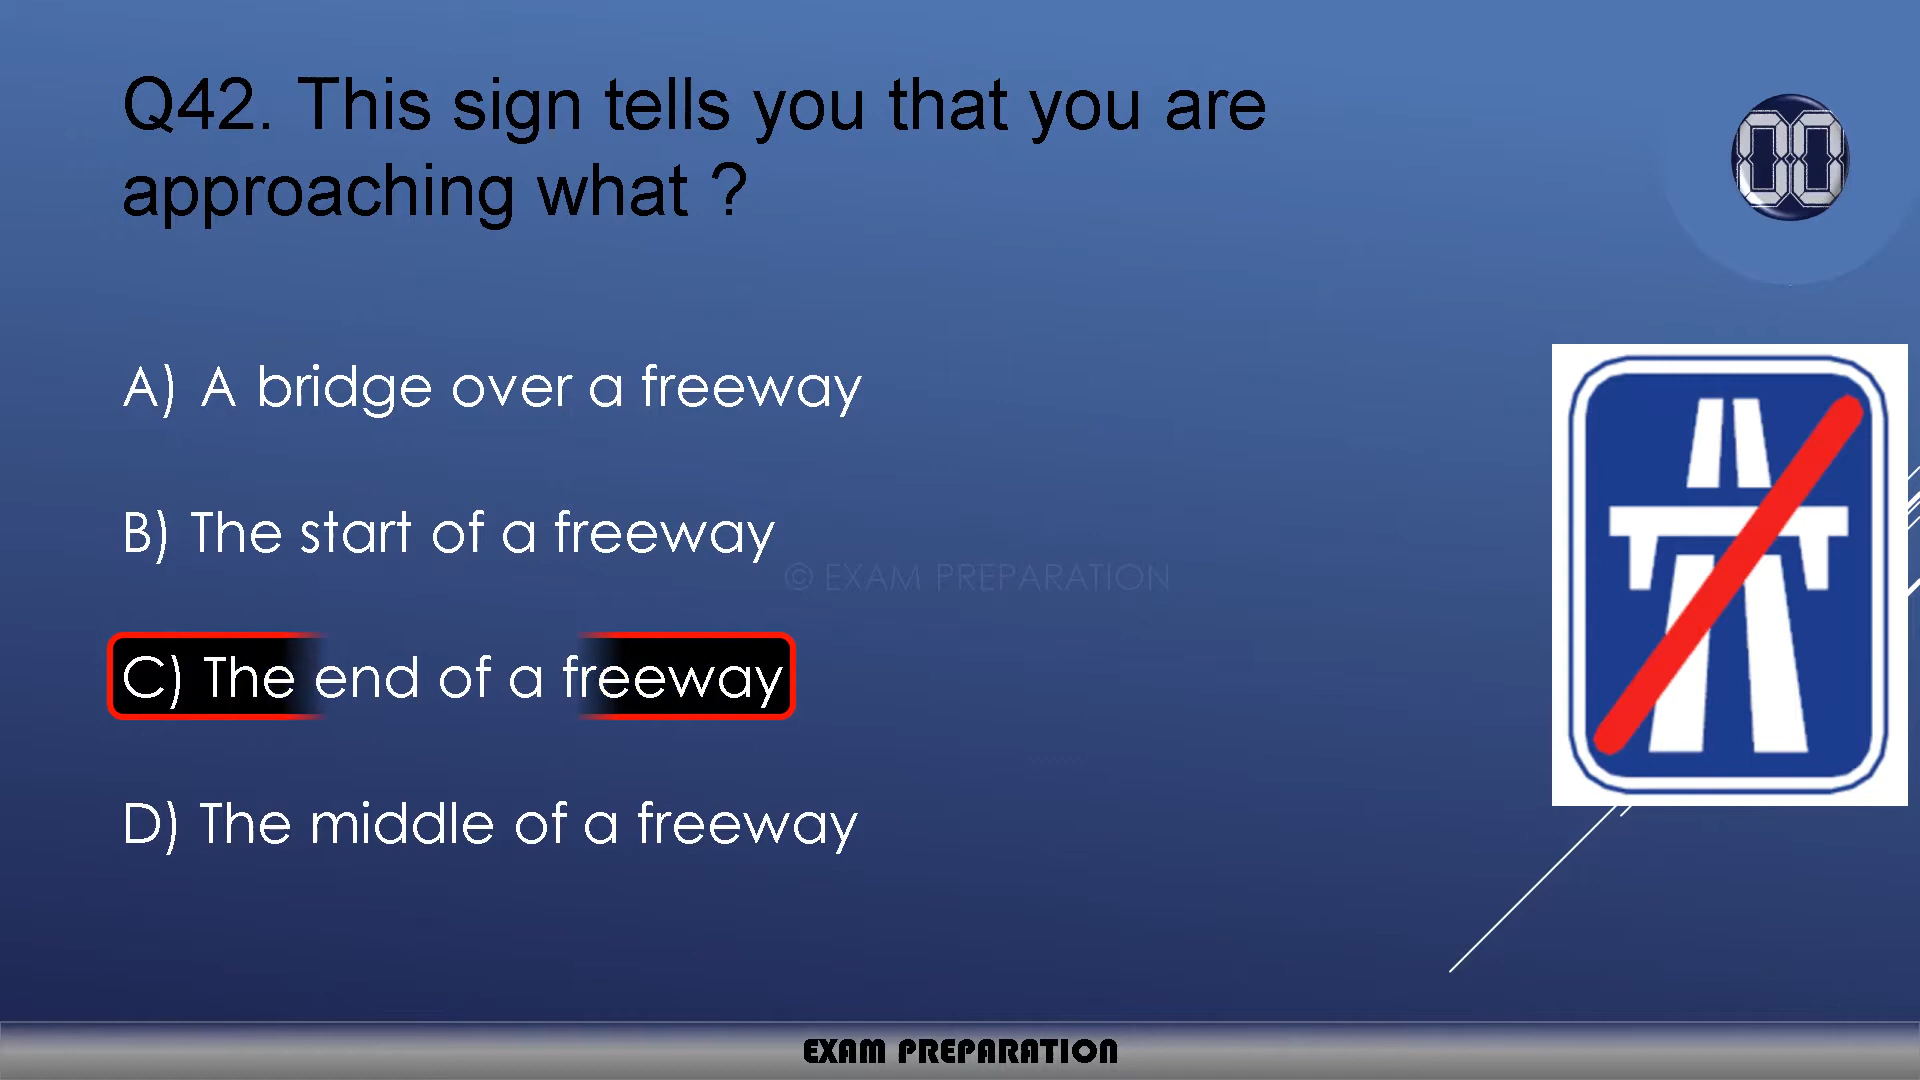 Q42. This sign tells you that you are
approaching what ?
00
A) A bridge over a freeway
B) The start of a freeway
© EXAM PREPARATION
C) The end of a freeway
D) The middle of a freeway
EXAM PREPARATION